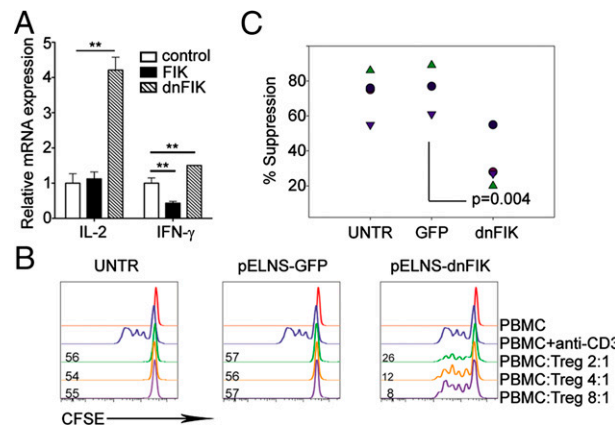 A
Relative mRNA expression
5
4
3
2
1
0
**
**
**
control
FIK
dnFIK
IL-2
IFN-γ
C
% Suppression
80
60
40
20
p=0.004
UNTR
GFP
dnFIK
B
UNTR
pELNS-GFP
pELNS-dnFIK
56
54
55
57
56
57
26
12
8
PBMC
PBMC+anti-CD3
PBMC:Treg 2:1
PBMC:Treg 4:1
PBMC:Treg 8:1
CFSE